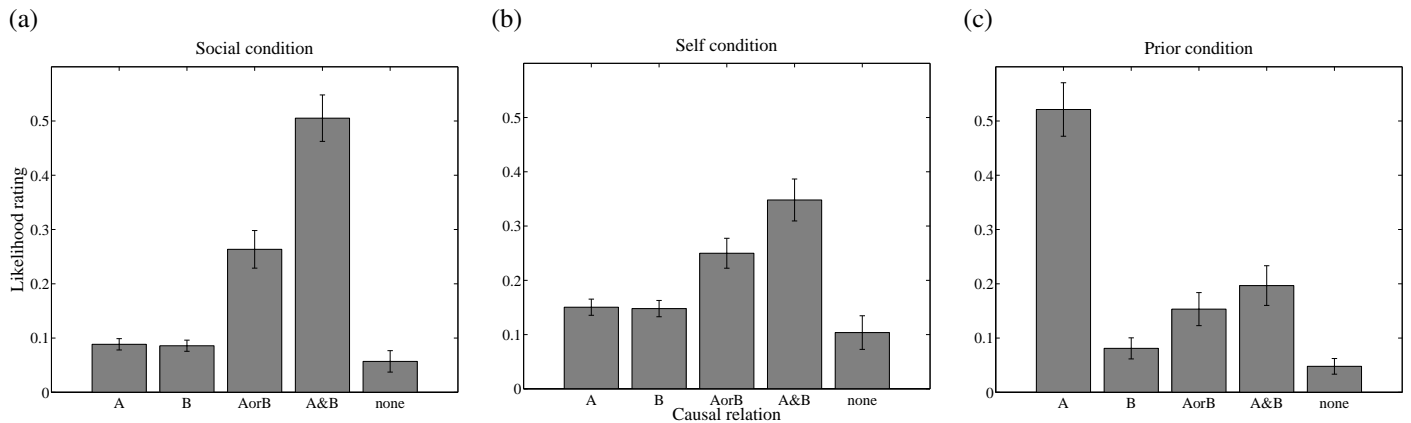 (a)
Social condition
Likelihood rating
0.5
0.4
0.3
0.2
0.1
0
A B AorB A&B none
(b)
Self condition
0.5
0.4
0.3
0.2
0.1
0
A B AorB A&B none
Causal relation
(c)
Prior condition
0.5
0.4
0.3
0.2
0.1
0
A B AorB A&B none